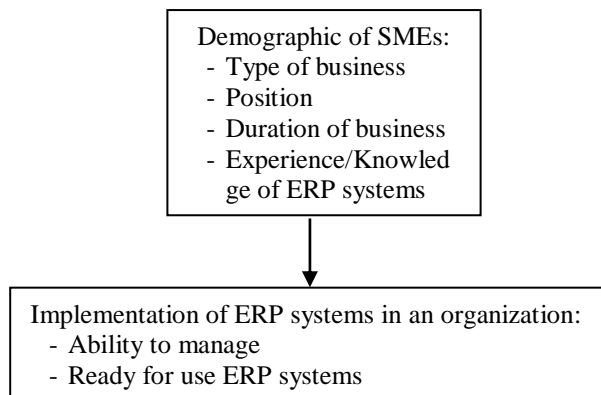 Demographic of SMEs:
- Type of business
- Position
- Duration of business
- Experience/Knowled
ge of ERP systems
Implementation of ERP systems in an organization:
- Ability to manage
- Ready for use ERP systems